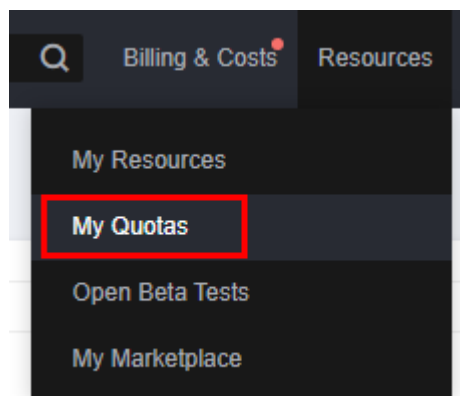 Billing & Costs Resources
My Resources
My Quotas
Open Beta Tests
My Marketplace